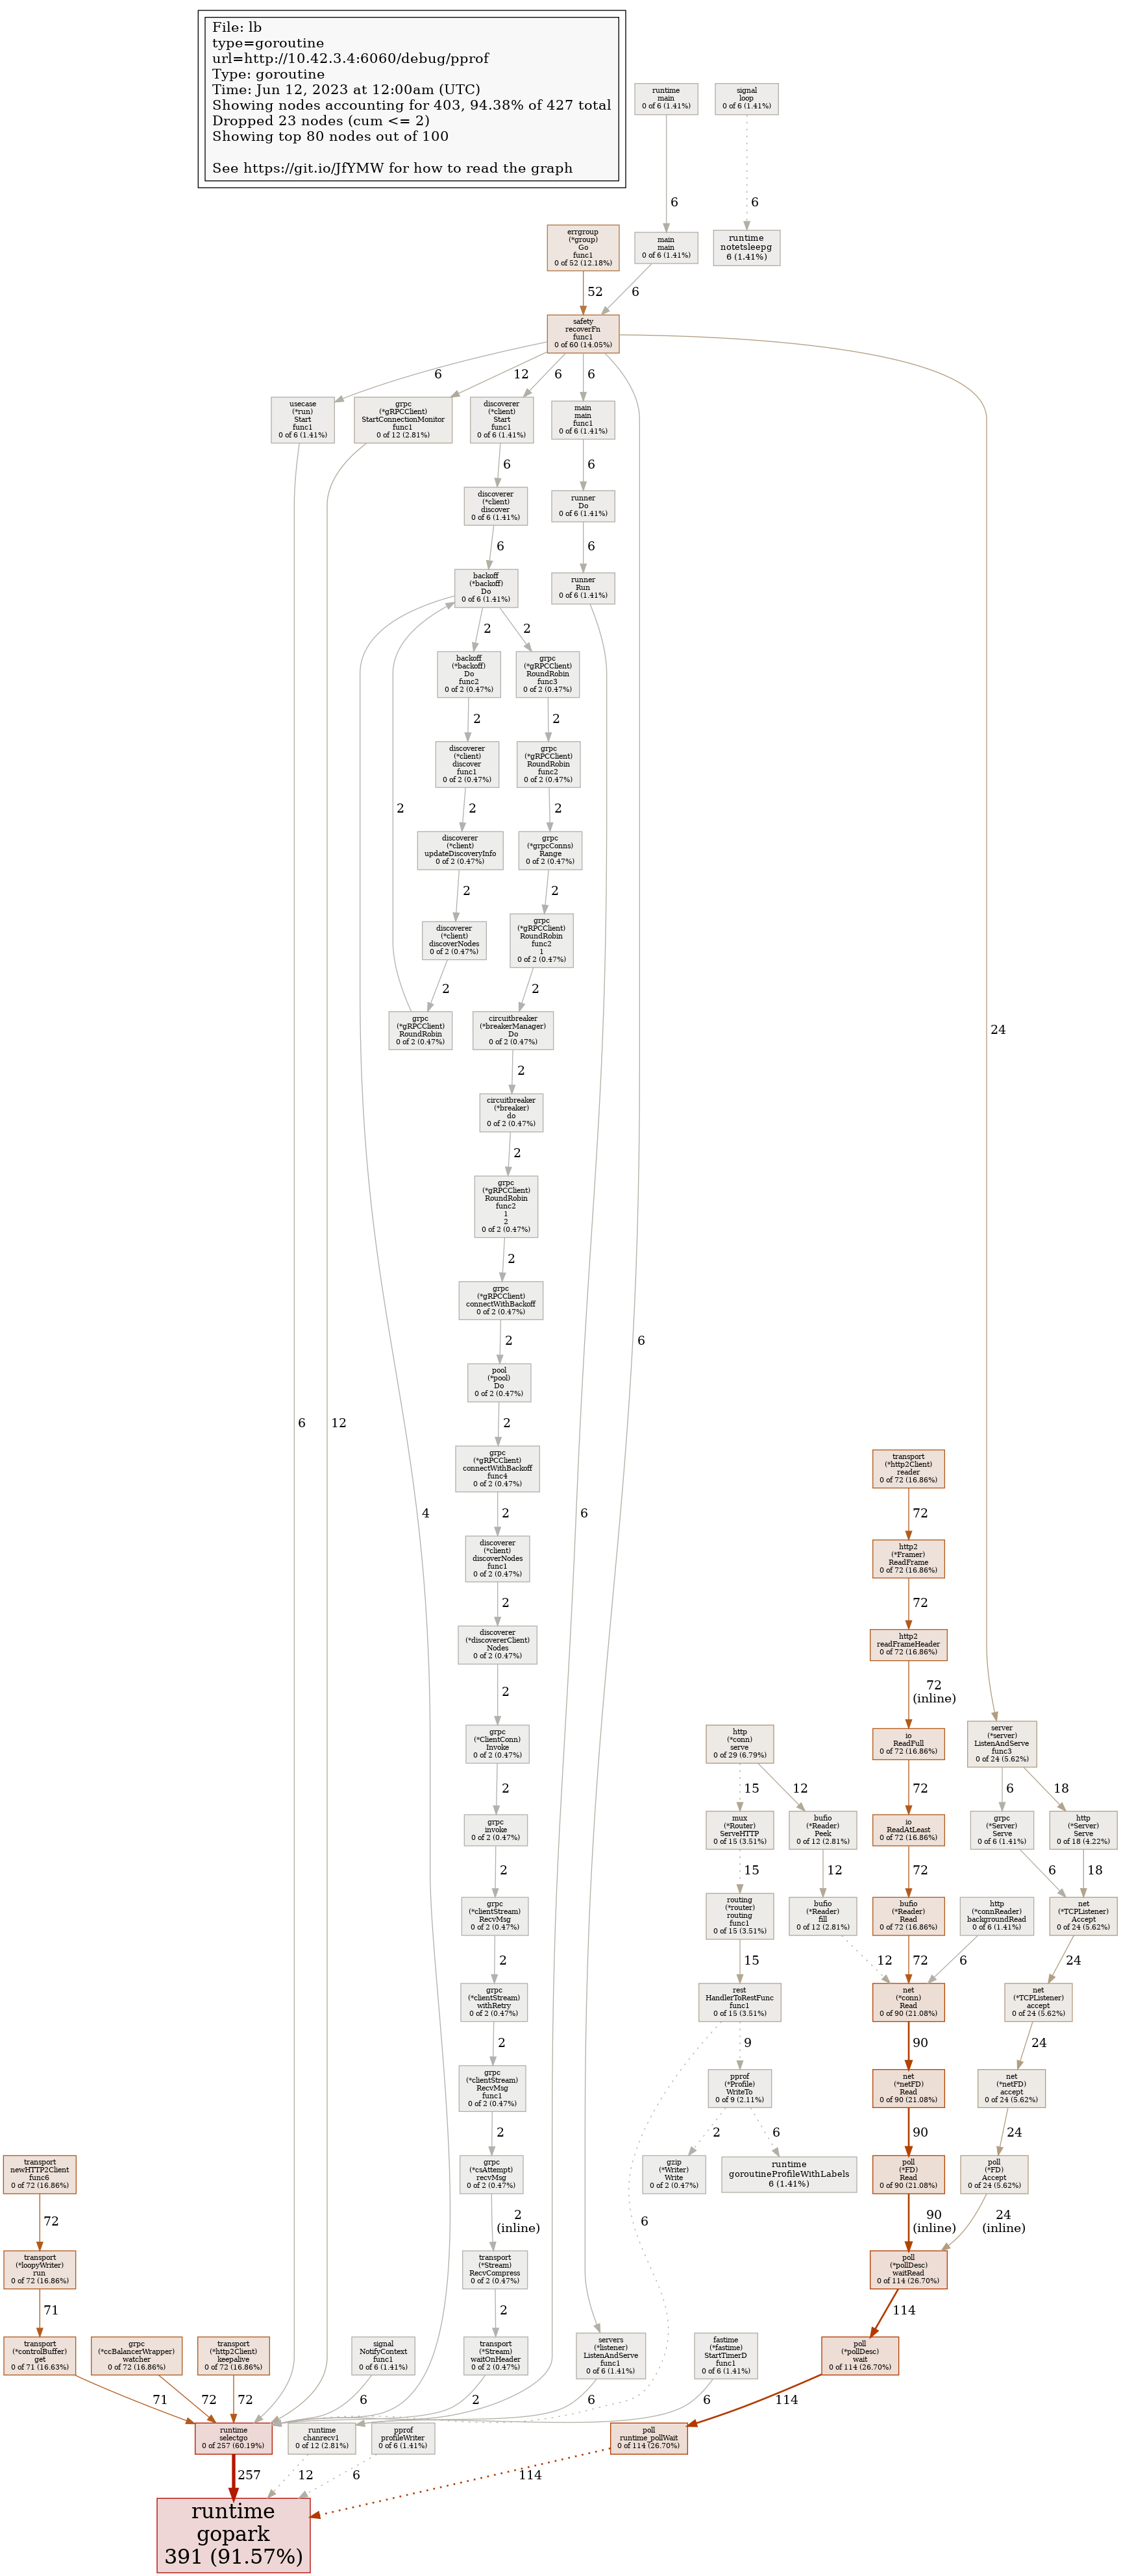 File: lb
type=goroutine
url=http://10.42.3.4:6060/debug/pprof
Type: goroutine
Time: Jun 12, 2023 at 12:00am (UTC)
Showing nodes accounting for 403, 94.38% of 427 total
Dropped 23 nodes (cum <= 2)
Showing top 80 nodes out of 100
See https://git.io/JfYMW for how to read the graph
runtime
main
0 of 6 (1.41%)
signal
loop
0 of 6 (1.41%)
6
6
errgroup
(*group)
Go
func1
0 of 52 (12.18%)
main
main
0 of 6 (1.41%)
runtime
notetsleepg
6 (1.41%)
52
6
safety
recoverFn
func1
0 of 60 (14.05%)
6
12
6
6
usecase
(*run)
Start
func1
0 of 6 (1.41%)
grpc
(*gRPCClient)
StartConnectionMonitor
func1
0 of 12 (2.81%)
discoverer
(*client)
Start
func1
0 of 6 (1.41%)
main
main
func1
0 of 6 (1.41%)
6
6
discoverer
(*client)
discover
0 of 6 (1.41%)
runner
Do
0 of 6 (1.41%)
6
6
backoff
(*backoff)
Do
0 of 6 (1.41%)
runner
Run
0 of 6 (1.41%)
2
2
backoff
(*backoff)
Do
func2
0 of 2 (0.47%)
grpc
(*gRPCClient)
RoundRobin
func3
0 of 2 (0.47%)
2
2
discoverer
(*client)
discover
func1
0 of 2 (0.47%)
grpc
(*gRPCClient)
RoundRobin
func2
0 of 2 (0.47%)
2
2
2
discoverer
(*client)
updateDiscoveryInfo
0 of 2 (0.47%)
grpc
(*grpcConns)
Range
0 of 2 (0.47%)
2
2
discoverer
(*client)
discoverNodes
0 of 2 (0.47%)
grpc
(*gRPCClient)
RoundRobin
func2
1
0 of 2 (0.47%)
2
2
grpc
(*gRPCClient)
RoundRobin
0 of 2 (0.47%)
circuitbreaker
(*breakerManager)
Do
0 of 2 (0.47%)
24
2
circuitbreaker
(*breaker)
do
0 of 2 (0.47%)
2
grpc
(*gRPCClient)
RoundRobin
func2
1
2
0 of 2 (0.47%)
2
grpc
(*gRPCClient)
connectWithBackoff
0 of 2 (0.47%)
2
6
pool
(*pool)
Do
0 of 2 (0.47%)
6
12
2
grpc
(*gRPCClient)
connectWithBackoff
func4
0 of 2 (0.47%)
transport
(*http2Client)
reader
0 of 72 (16.86%)
4
2
6
72
discoverer
(*client)
discoverNodes
func1
0 of 2 (0.47%)
http2
(*Framer)
ReadFrame
0 of 72 (16.86%)
2
72
discoverer
(*discovererClient)
Nodes
0 of 2 (0.47%)
http2
readFrameHeader
0 of 72 (16.86%)
2
72
(inline)
grpc
(*ClientConn)
Invoke
0 of 2 (0.47%)
http
(*conn)
serve
0 of 29 (6.79%)
io
ReadFull
0 of 72 (16.86%)
server
(*server)
ListenAndServe
func3
0 of 24 (5.62%)
2
15
12
72
6
18
grpc
invoke
0 of 2 (0.47%)
mux
(*Router)
ServeHTTP
0 of 15 (3.51%)
bufio
(*Reader)
Peek
0 of 12 (2.81%)
io
ReadAtLeast
0 of 72 (16.86%)
grpc
(*Server)
Serve
0 of 6 (1.41%)
http
(*Server)
Serve
0 of 18 (4.22%)
2
15
12
72
6
18
grpc
(*clientStream)
RecvMsg
0 of 2 (0.47%)
routing
(*router)
routing
func1
0 of 15 (3.51%)
bufio
(*Reader)
fill
0 of 12 (2.81%)
bufio
(*Reader)
Read
0 of 72 (16.86%)
http
(*connReader)
backgroundRead
0 of 6 (1.41%)
net
(*TCPListener)
Accept
0 of 24 (5.62%)
2
15
12
72
6
24
grpc
(*clientStream)
withRetry
0 of 2 (0.47%)
rest
HandlerToRestFunc
func1
0 of 15 (3.51%)
net
(*conn)
Read
0 of 90 (21.08%)
net
(*TCPListener)
accept
0 of 24 (5.62%)
2
9
90
24
grpc
(*clientStream)
RecvMsg
func1
0 of 2 (0.47%)
pprof
(*Profile)
WriteTo
0 of 9 (2.11%)
net
(*netFD)
Read
0 of 90 (21.08%)
net
(*netFD)
accept
0 of 24 (5.62%)
2
2
6
90
24
transport
newHTTP2Client
func6
0 of 72 (16.86%)
grpc
(*csAttempt)
recvMsg
0 of 2 (0.47%)
gzip
(*Writer)
Write
0 of 2 (0.47%)
runtime
goroutineProfileWithLabels
6 (1.41%)
poll
(*FD)
Read
0 of 90 (21.08%)
poll
(*FD)
Accept
0 of 24 (5.62%)
72
2
(inline)
6
90
(inline)
24
(inline)
transport
(*loopyWriter)
run
0 of 72 (16.86%)
transport
(*Stream)
RecvCompress
0 of 2 (0.47%)
poll
(*pollDesc)
waitRead
0 of 114 (26.70%)
71
2
114
transport
(*controlBuffer)
get
0 of 71 (16.63%)
grpc
(*ccBalancerWrapper)
watcher
0 of 72 (16.86%)
transport
(*http2Client)
keepalive
0 of 72 (16.86%)
signal
NotifyContext
func1
0 of 6 (1.41%)
transport
(*Stream)
waitOnHeader
0 of 2 (0.47%)
servers
(*listener)
ListenAndServe
func1
0 of 6 (1.41%)
fastime
(*fastime)
StartTimerD
func1
0 of 6 (1.41%)
poll
(*pollDesc)
wait
0 of 114 (26.70%)
71
72
72
6
2
6
6
114
runtime
selectgo
0 of 257 (60.19%)
runtime
chanrecv1
0 of 12 (2.81%)
pprof
profileWriter
0 of 6 (1.41%)
poll
runtime_pollWait
0 of 114 (26.70%)
257
12
6
114
runtime
gopark
391 (91.57%)